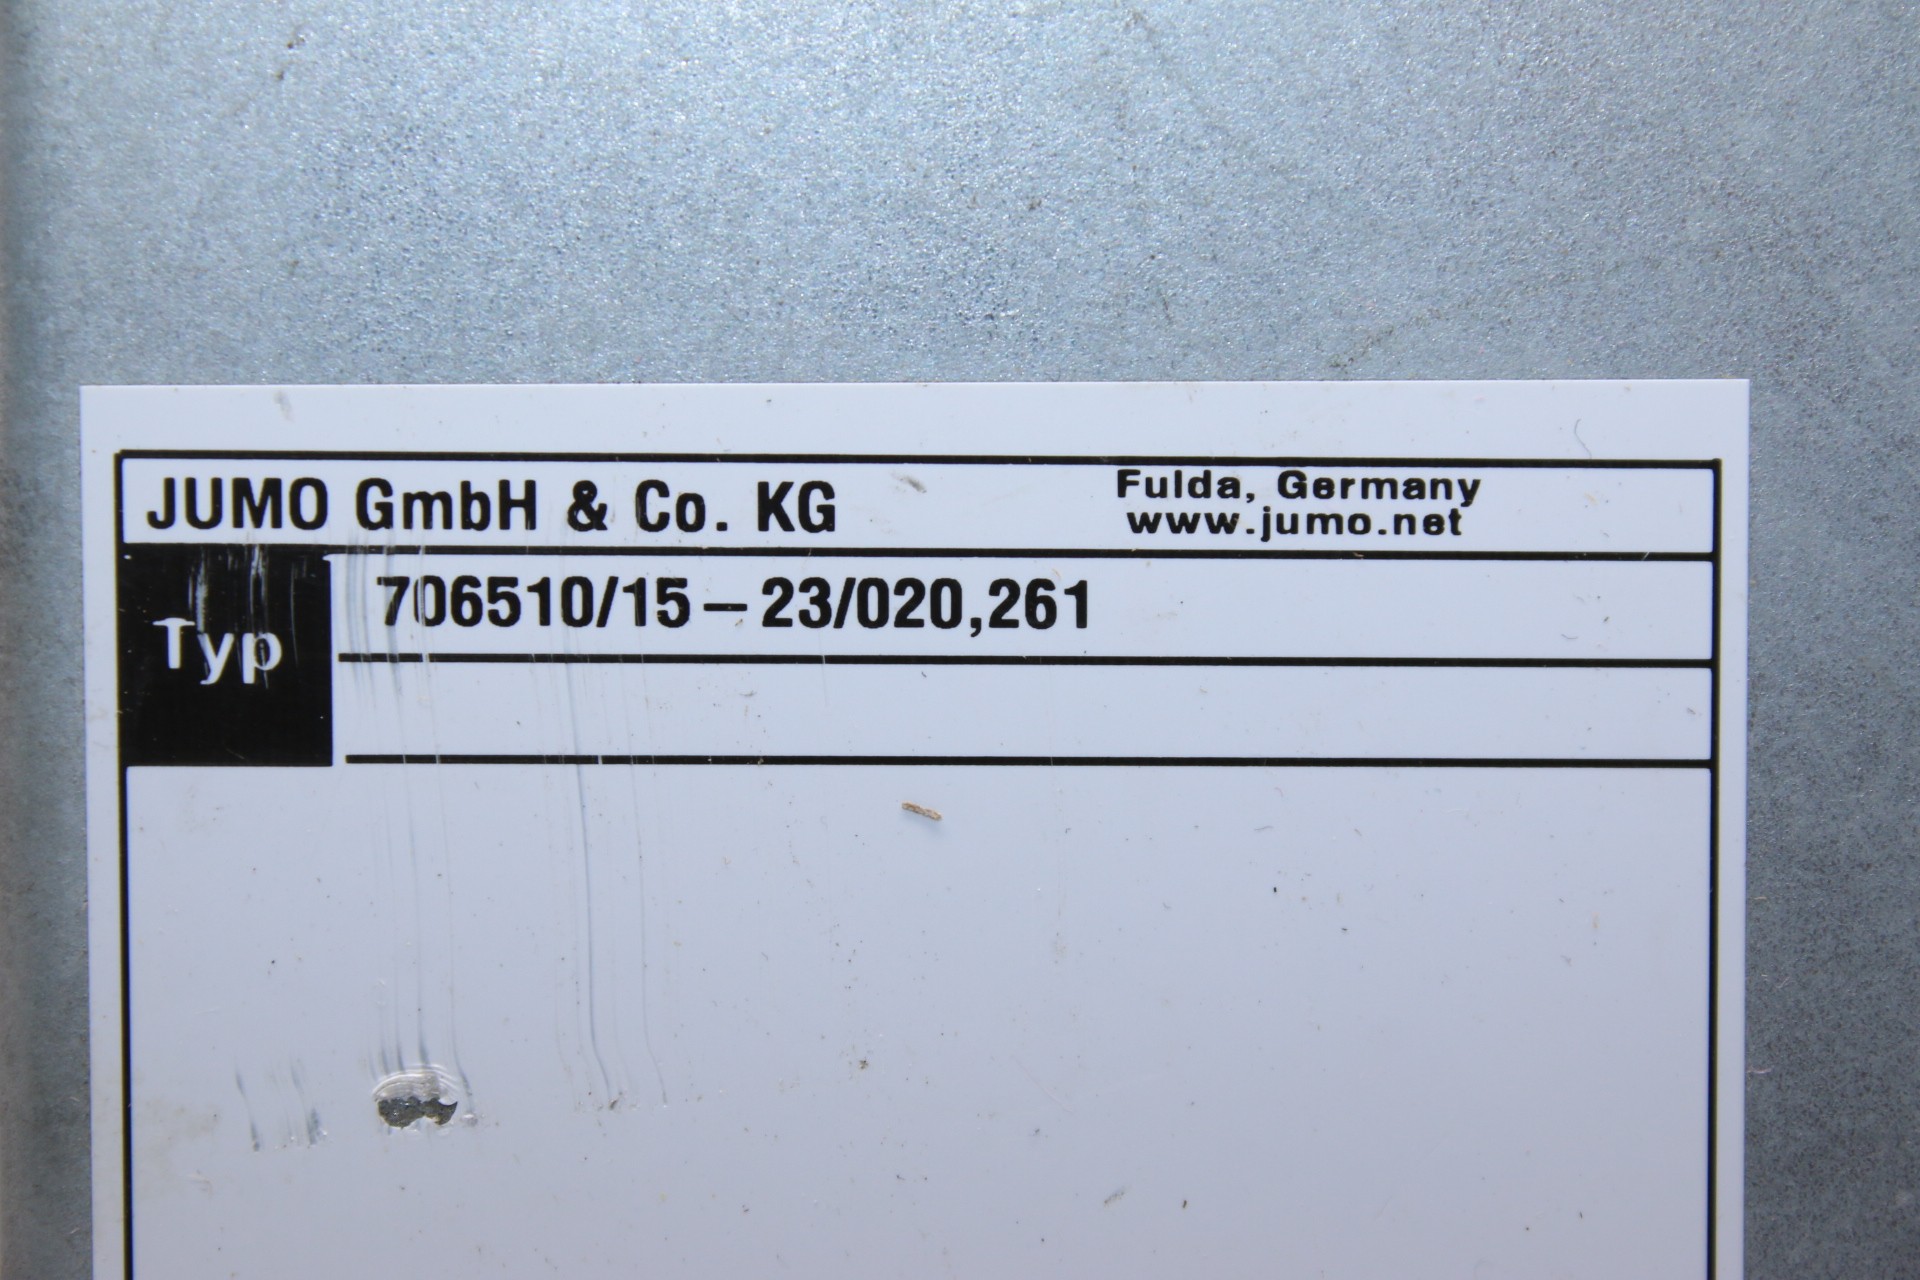 JUMO GmbH & Co. KG
Fulda, Germany
www.jumo.net
Typ
706510/15-23/020,261